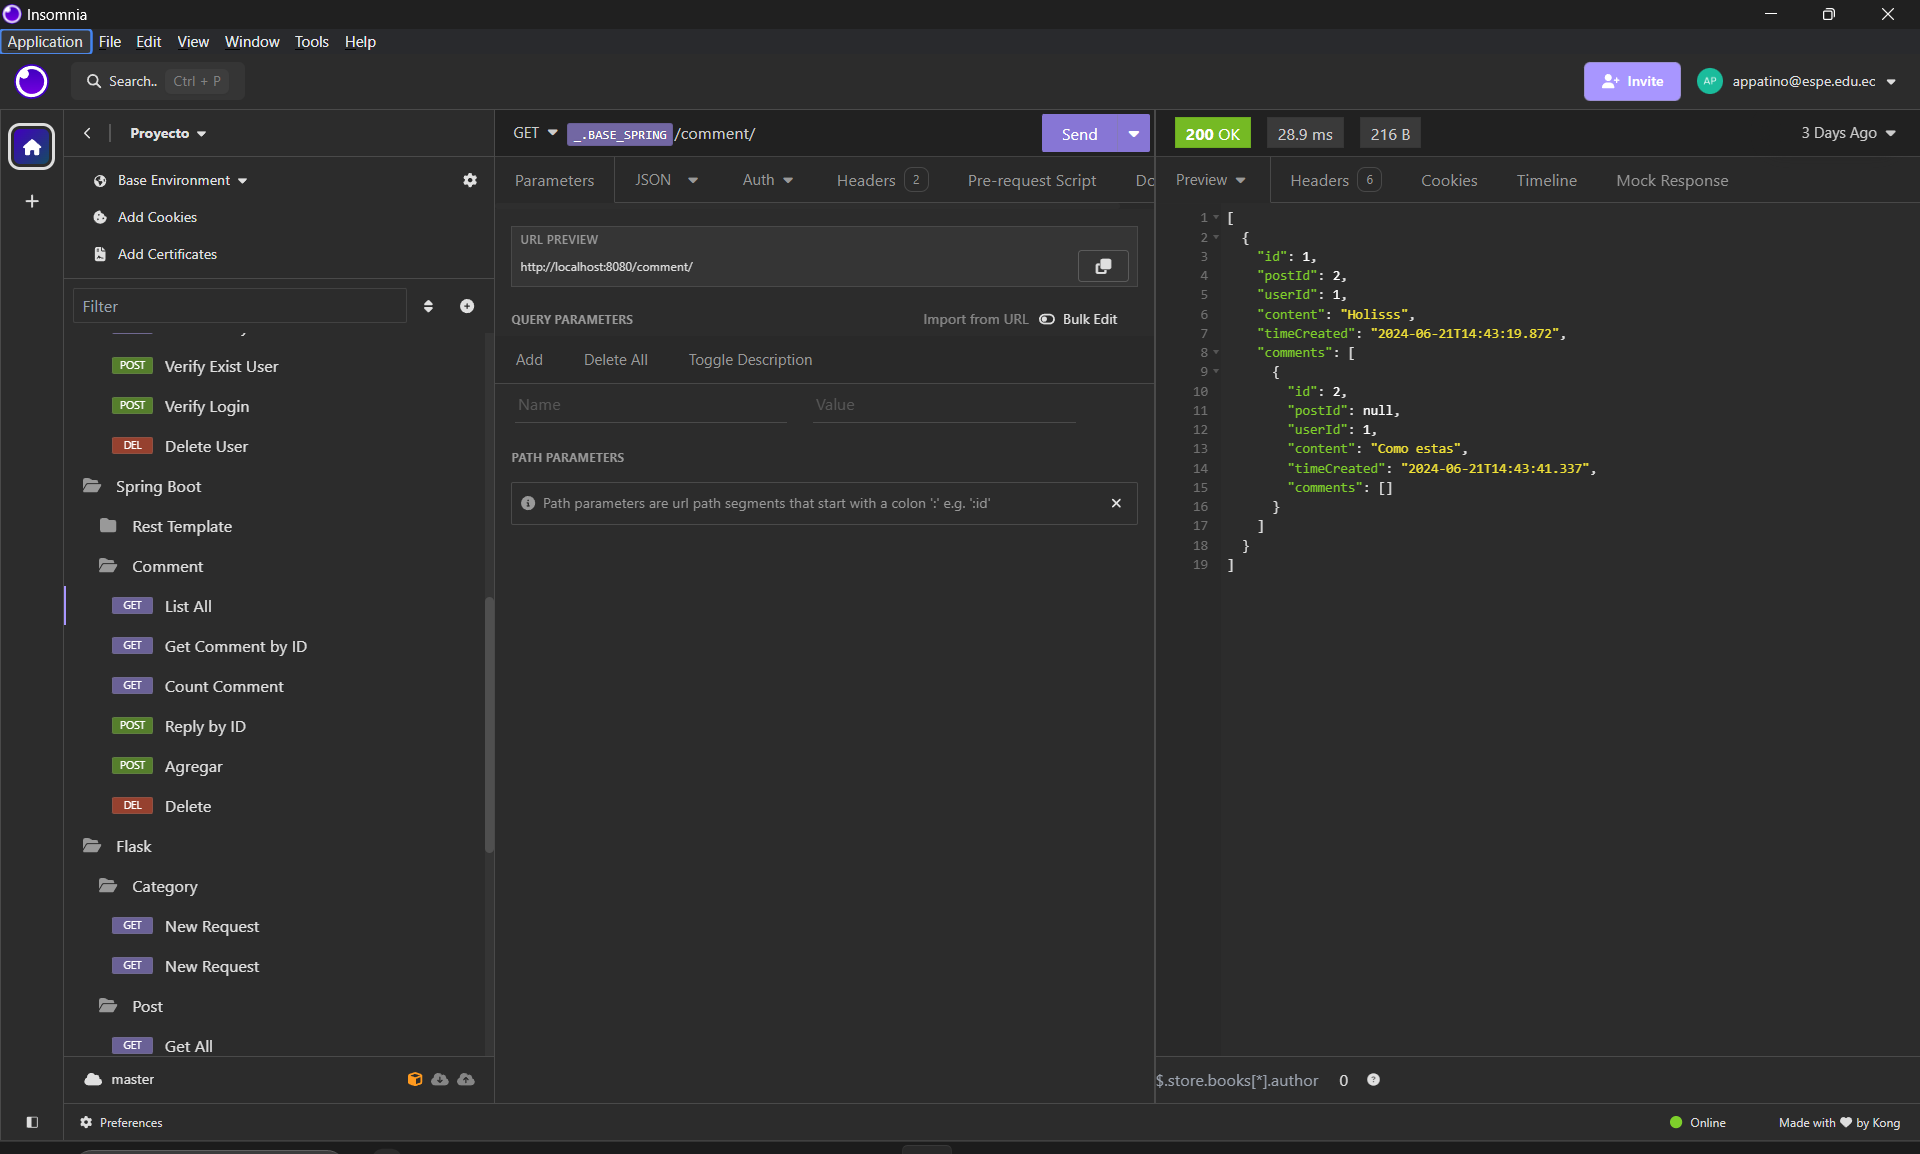 Insomnia
Application File Edit View Window Tools Help
Search.. Ctrl + P
Invite
AP appatino@espe.edu.ec
Proyecto
Base Environment
Add Cookies
Add Certificates
Filter
POST Verify Exist User
POST Verify Login
DEL Delete User
Spring Boot
Rest Template
Comment
GET List All
GET Get Comment by ID
GET Count Comment
POST Reply by ID
POST Agregar
DEL Delete
Flask
Category
GET New Request
GET New Request
Post
GET Get All
master
Preferences
GET _.BASE_SPRING /comment/
Send
Parameters JSON Auth Headers 2 Pre-request Script Do
URL PREVIEW
http://localhost:8080/comment/
QUERY PARAMETERS Import from URL Bulk Edit
Add Delete All Toggle Description
Name Value
PATH PARAMETERS
Path parameters are url path segments that start with a colon ':' e.g. ':id'
200 OK 28.9 ms 216 B 3 Days Ago
Preview Headers 6 Cookies Timeline Mock Response
1 [
2 {
3 "id": 1,
4 "postId": 2,
5 "userId": 1,
6 "content": "Holisss",
7 "timeCreated": "2024-06-21T14:43:19.872",
8 "comments": [
9 {
10 "id": 2,
11 "postId": null,
12 "userId": 1,
13 "content": "Como estas",
14 "timeCreated": "2024-06-21T14:43:41.337",
15 "comments": []
16 }
17 ]
18 }
19 ]
$.store.books[*].author 0
Online
Made with ❤ by Kong